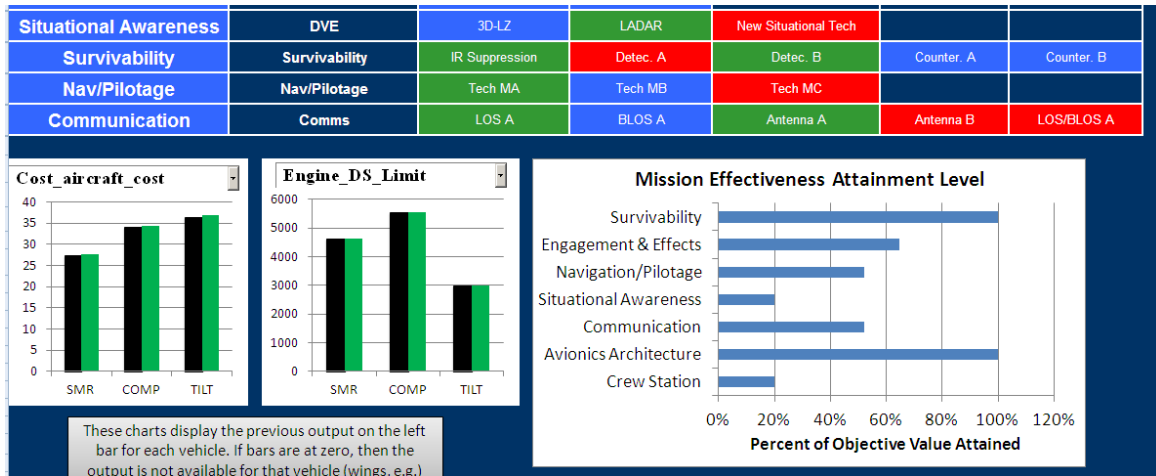 Situational Awareness DVE 3D-LZ LADAR New Situational Tech
Survivability Survivability IR Suppression Detec. A Detec. B Counter. A Counter. B
Nav/Pilotage Nav/Pilotage Tech MA Tech MB Tech MC
Communication Comms LOS A BLOS A Antenna A Antenna B LOS/BLOS A
Cost_aircraft_cost
40
35
30
25
20
15
10
5
0
SMR COMP TILT
Engine_DS_Limit
6000
5000
4000
3000
2000
1000
0
SMR COMP TILT
Mission Effectiveness Attainment Level
Survivability
Engagement & Effects
Navigation/Pilotage
Situational Awareness
Communication
Avionics Architecture
Crew Station
0% 20% 40% 60% 80% 100% 120%
Percent of Objective Value Attained
These charts display the previous output on the left
bar for each vehicle. If bars are at zero, then the
output is not available for that vehicle (wings, e.g.)